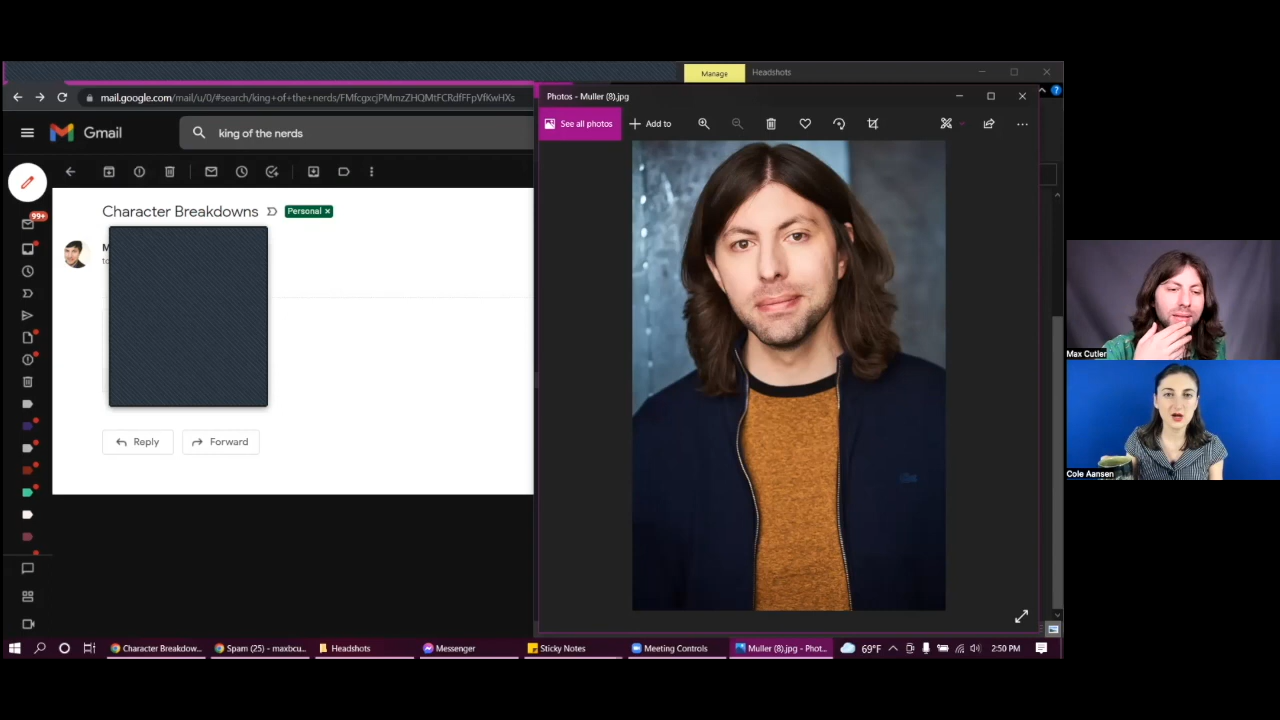 Manage
Headshots
mail.google.com/mail/u/0/#search/king+of+the+nerds/FMfcgxcjPMmzZHQMtFCRdfFFpVfKwHXs
Photos - Muller (8).jpg
Gmail
king of the nerds
See all photos
Add to
99+
Character Breakdowns
Personal ×
M
to
Reply
Forward
Max Cutler
Cole Aansen
Character Breakdow...
Spam (25) - maxbcu...
Headshots
Messenger
Sticky Notes
Meeting Controls
Muller (8).jpg - Phot...
69°F
2:50 PM